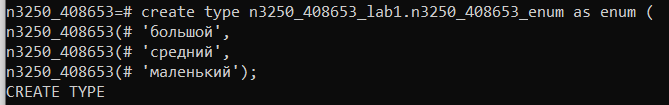 n3250_408653=# create type n3250_408653_lab1.n3250_408653_enum as enum (
n3250_408653(# 'большой',
n3250_408653(# 'средний',
n3250_408653(# 'маленький');
CREATE TYPE